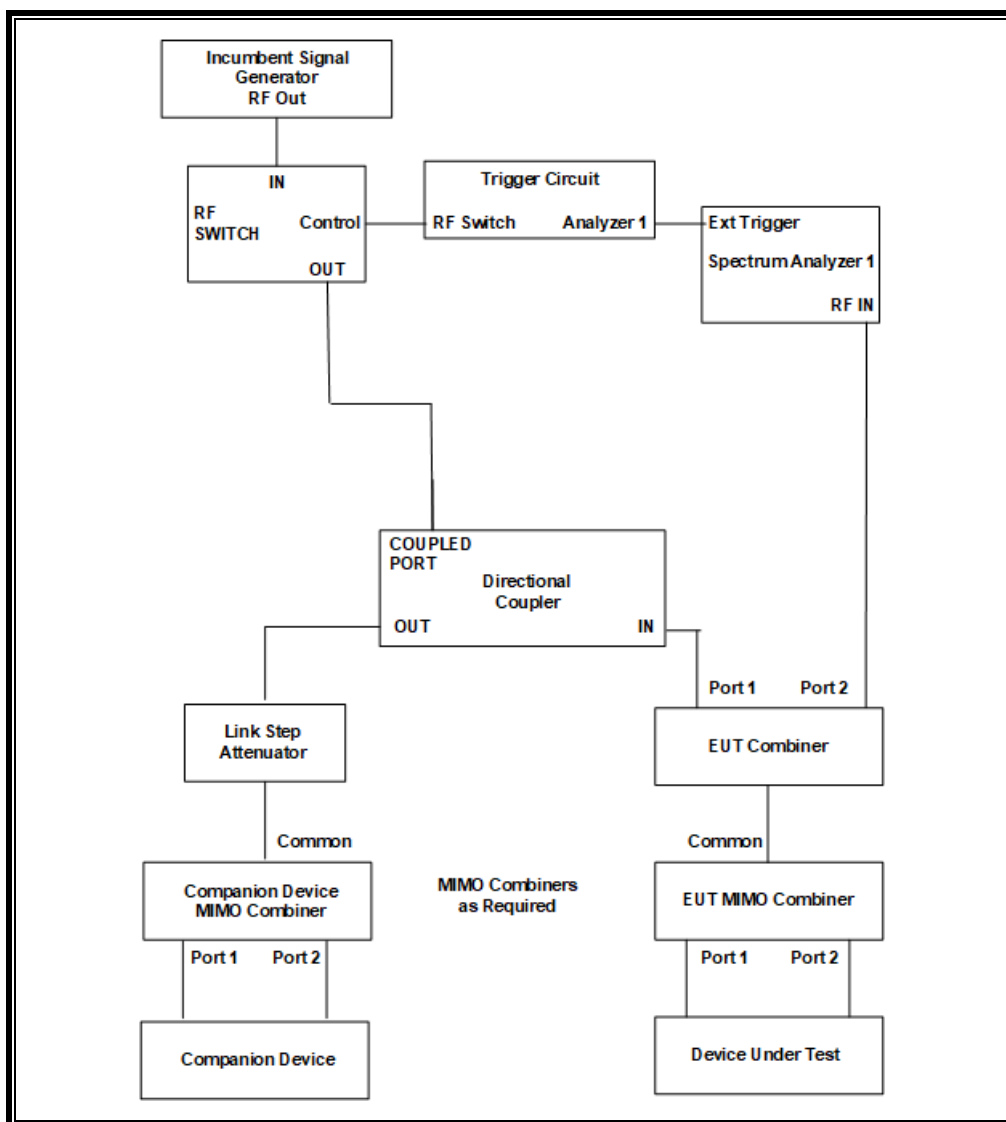 Incumbent Signal
Generator
RF Out
IN
RF
SWITCH
Control
OUT
Trigger Circuit
RF Switch
Analyzer 1
Ext Trigger
Spectrum Analyzer 1
RF IN
COUPLED
PORT
Directional
Coupler
OUT
IN
Port 1
Port 2
Link Step
Attenuator
EUT Combiner
Common
Common
Companion Device
MIMO Combiner
MIMO Combiners
as Required
EUT MIMO Combiner
Port 1
Port 2
Port 1
Port 2
Companion Device
Device Under Test